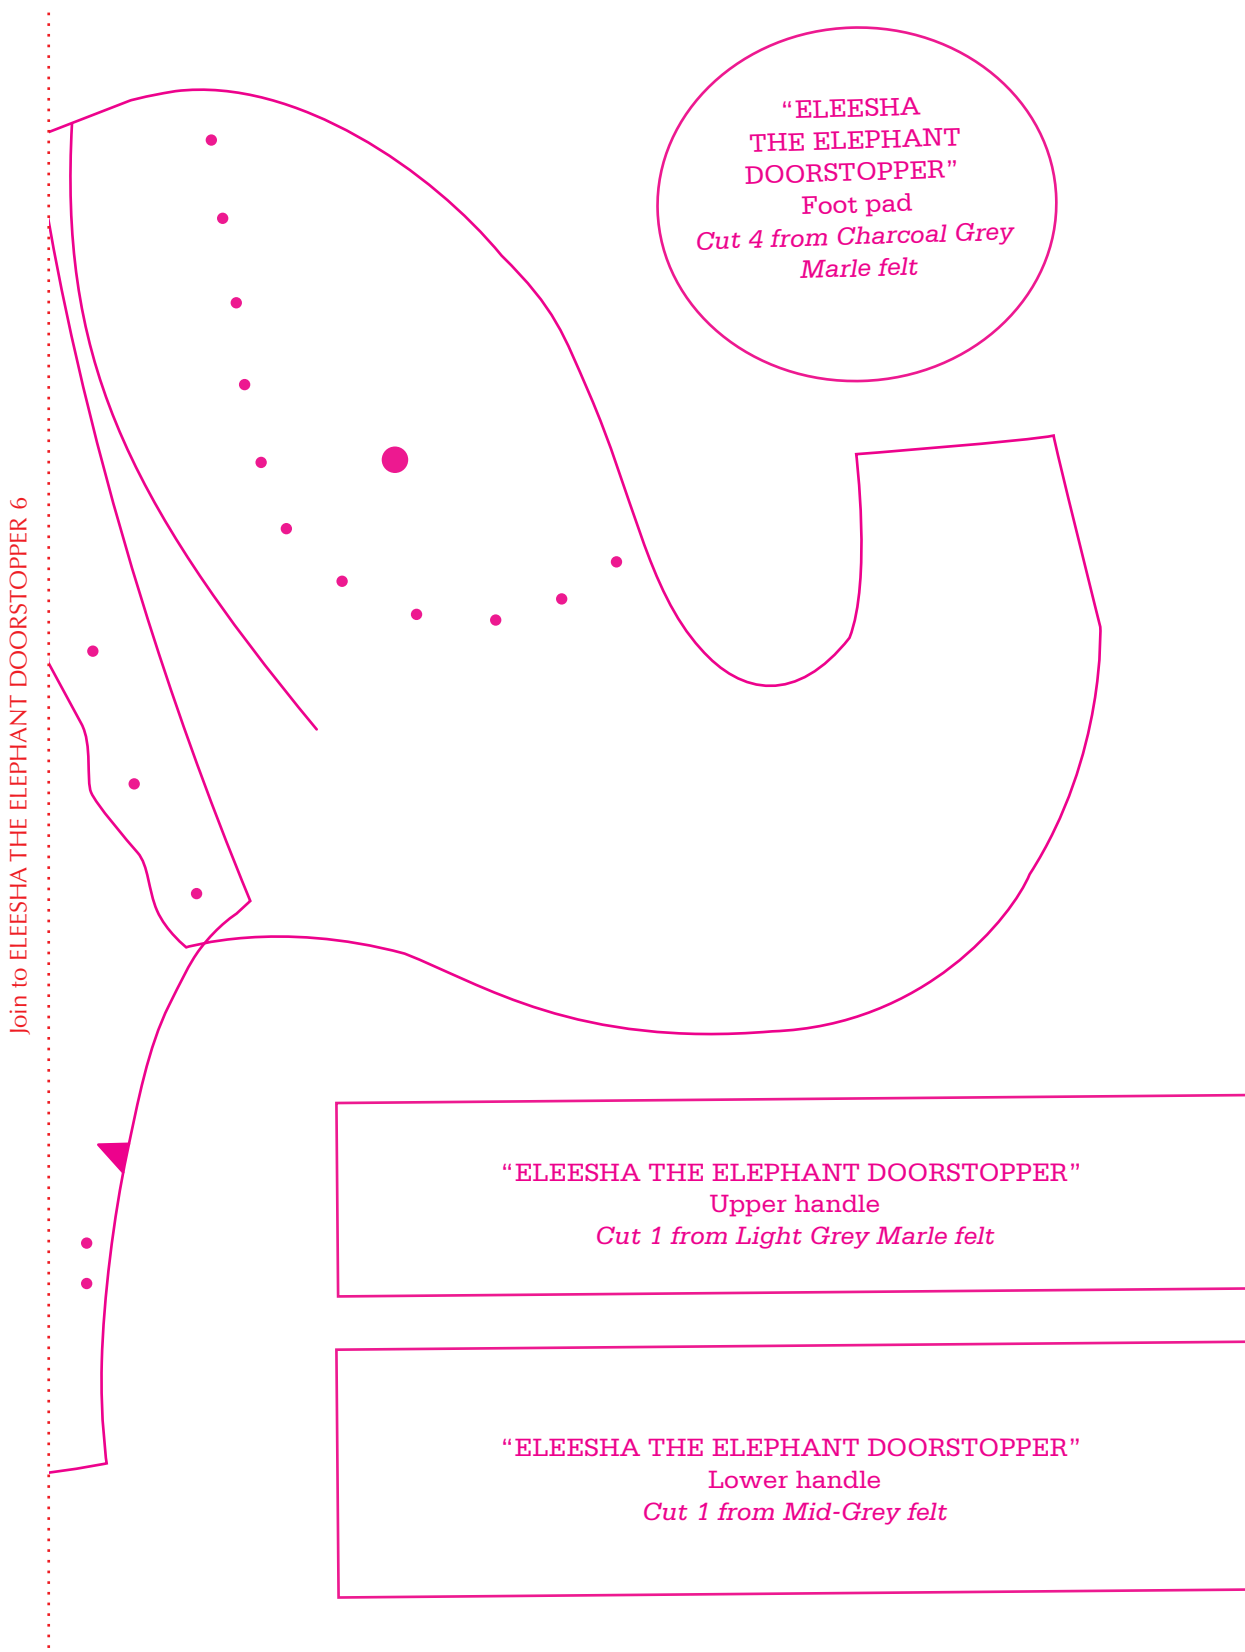 Join to ELEESHA THE ELEPHANT DOORSTOPPER 6
“ELEESHA
THE ELEPHANT
DOORSTOPPER”
Foot pad
Cut 4 from Charcoal Grey
Marle felt
“ELEESHA THE ELEPHANT DOORSTOPPER”
Upper handle
Cut 1 from Light Grey Marle felt
“ELEESHA THE ELEPHANT DOORSTOPPER”
Lower handle
Cut 1 from Mid-Grey felt